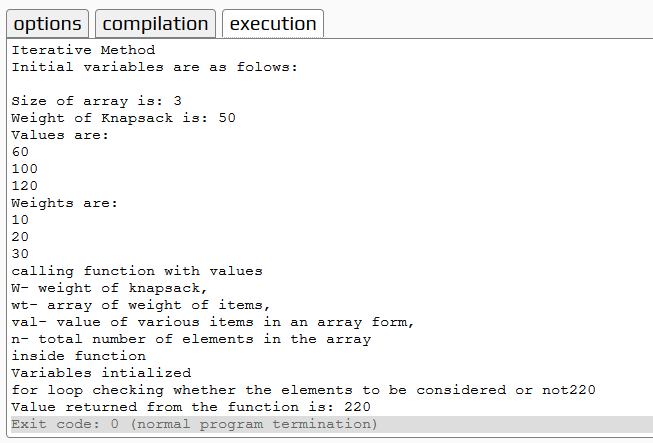 options compilation execution
Iterative Method
Initial variables are as folows:
Size of array is: 3
Weight of Knapsack is: 50
Values are:
60
100
120
Weights are:
10
20
30
calling function with values
W- weight of knapsack,
wt- array of weight of items,
val- value of various items in an array form,
n- total number of elements in the array
inside function
Variables intialized
for loop checking whether the elements to be considered or not220
Value returned from the function is: 220
Exit code: 0 (normal program termination)